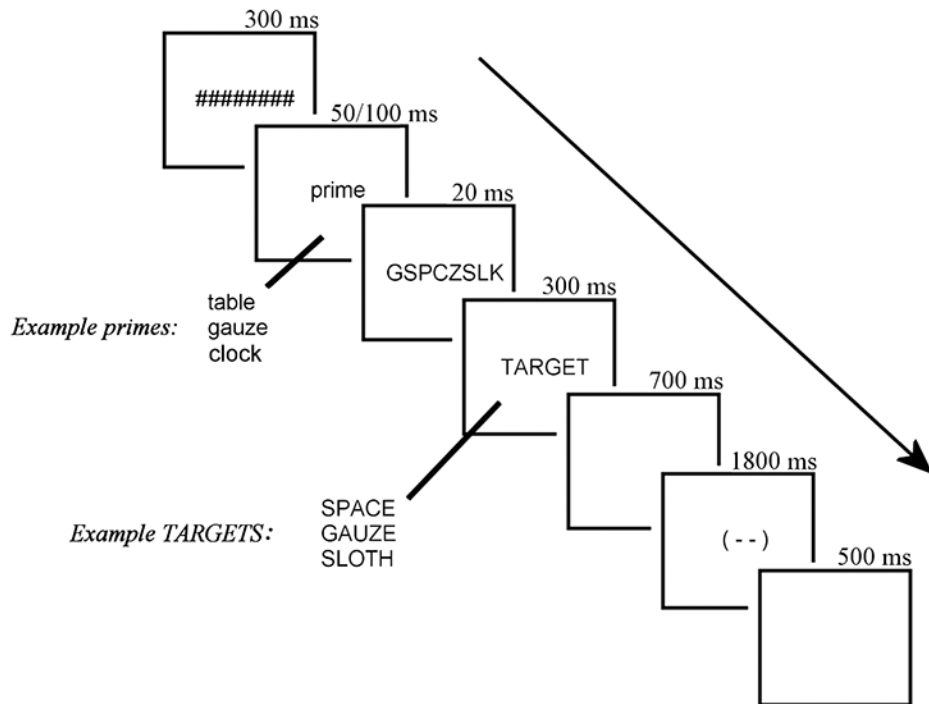 300 ms
########
50/100 ms
prime
20 ms
GSPCZSLK
300 ms
TARGET
700 ms
1800 ms
( - - )
500 ms
Example primes:
table
gauze
clock
Example TARGETS:
SPACE
GAUZE
SLOTH